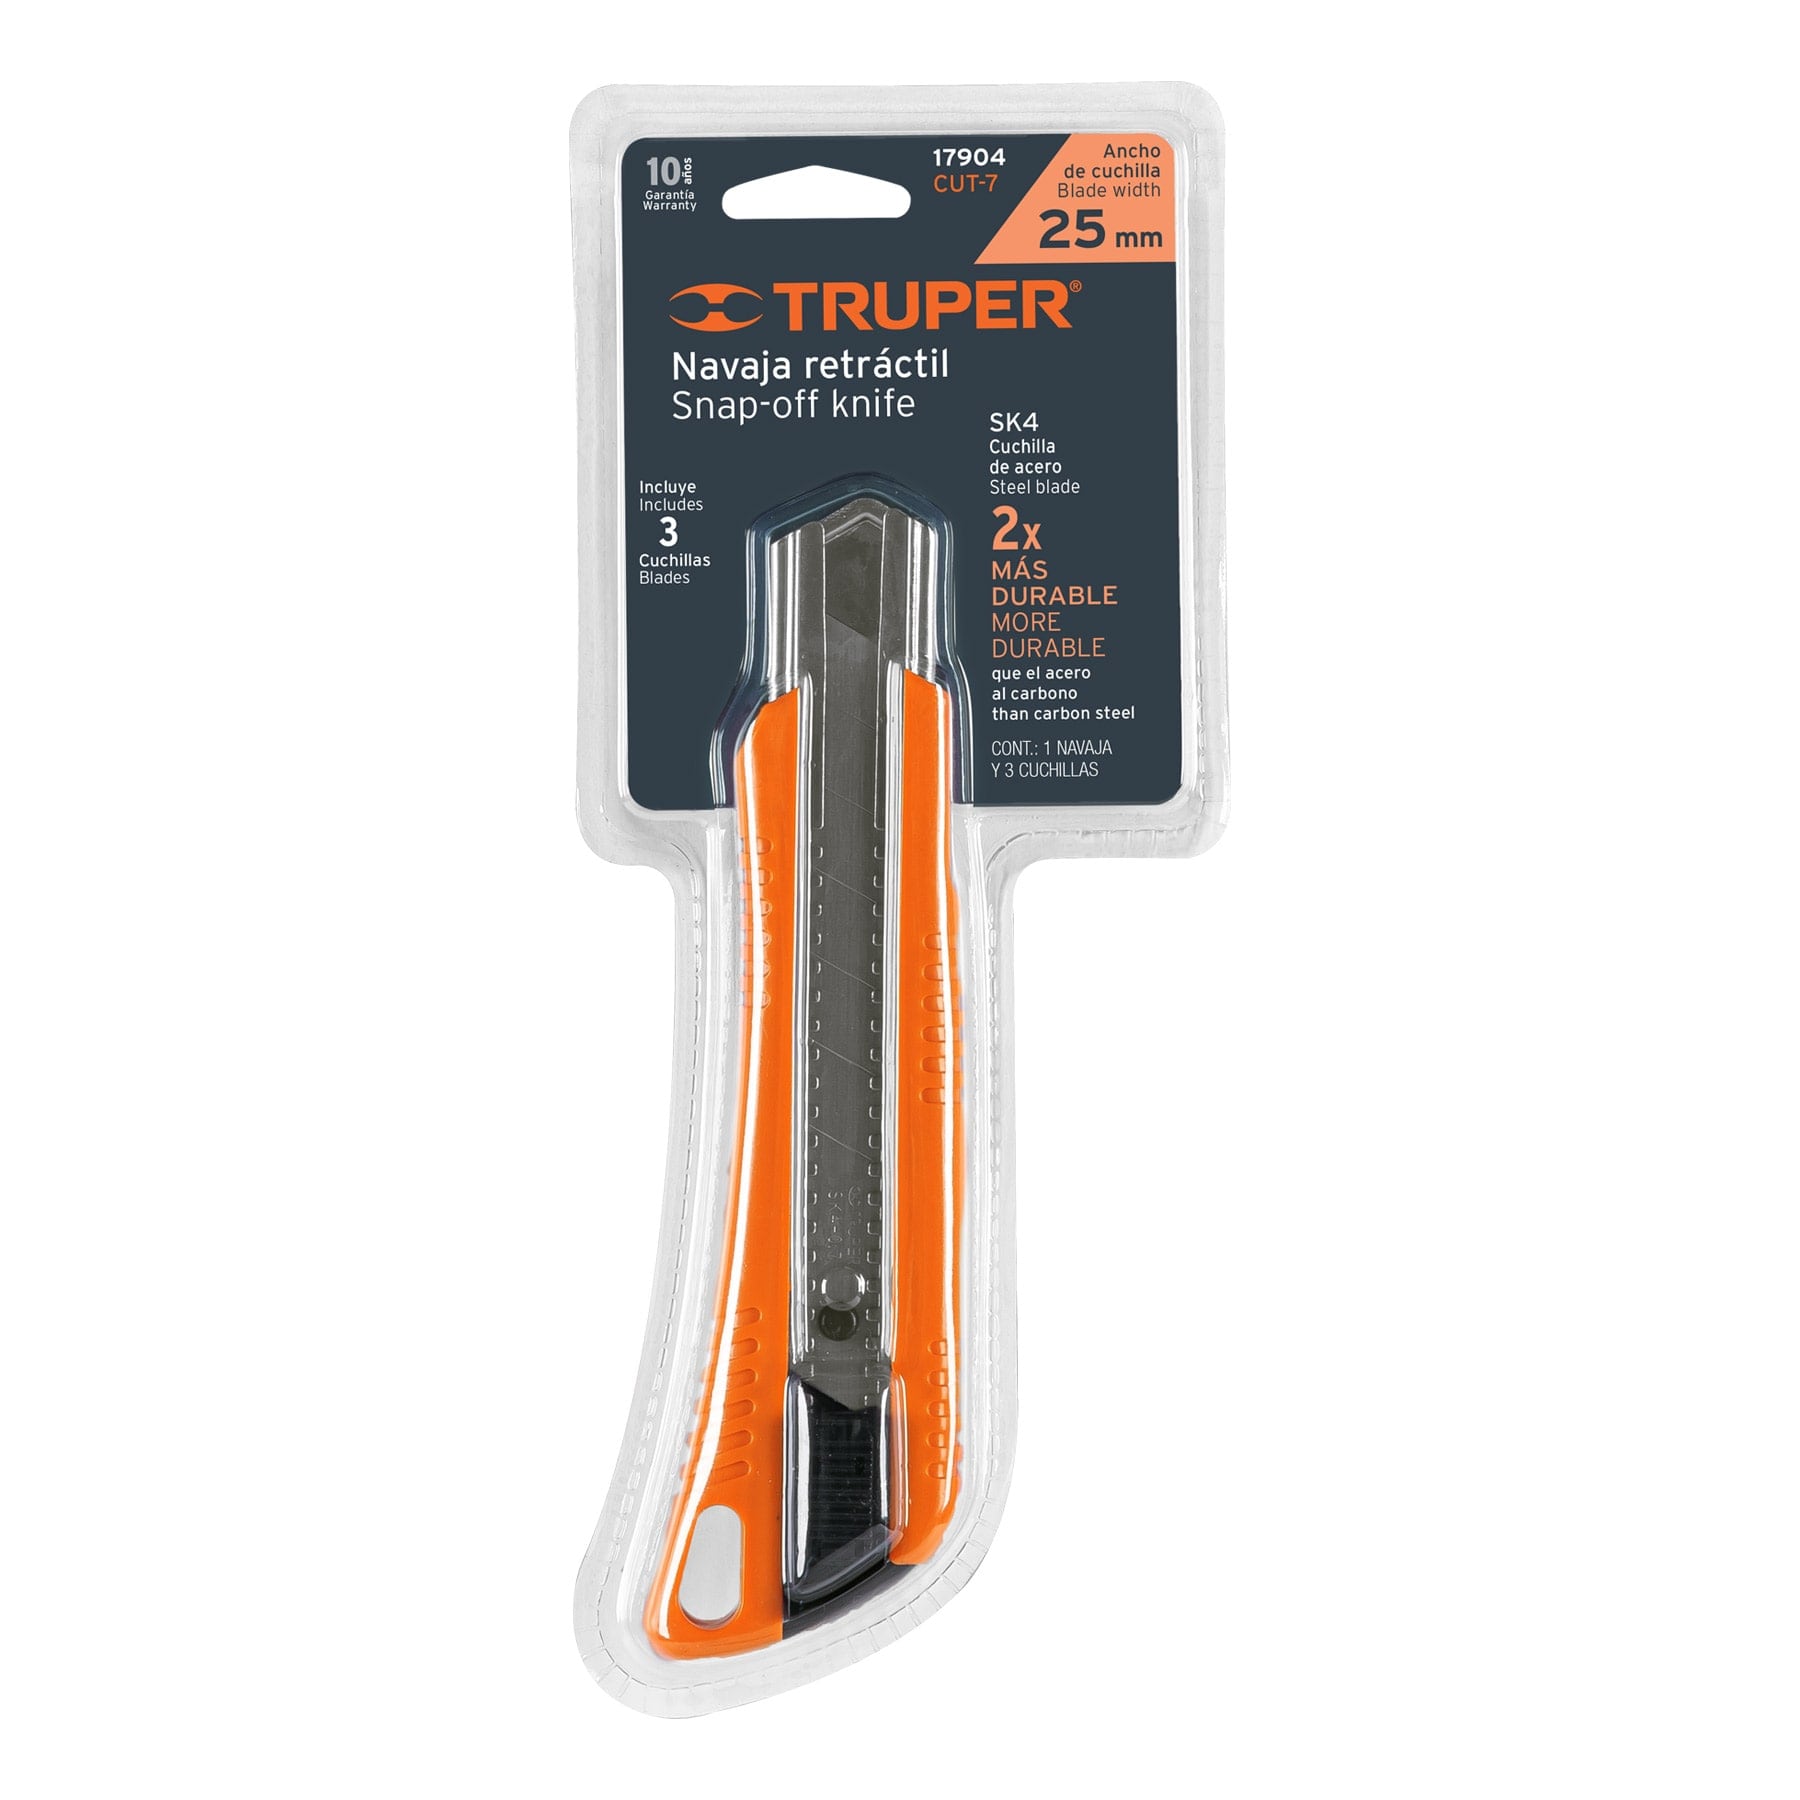 10 años
Garantía
Warranty
17904
CUT-7
Ancho
de cuchilla
Blade width
25 mm
TRUPER®
Navaja retráctil
Snap-off knife
Incluye
Includes
3
Cuchillas
Blades
SK4
Cuchilla
de acero
Steel blade
2x
MÁS
DURABLE
MORE
DURABLE
que el acero
al carbono
than carbon steel
CONT.: 1 NAVAJA
Y 3 CUCHILLAS